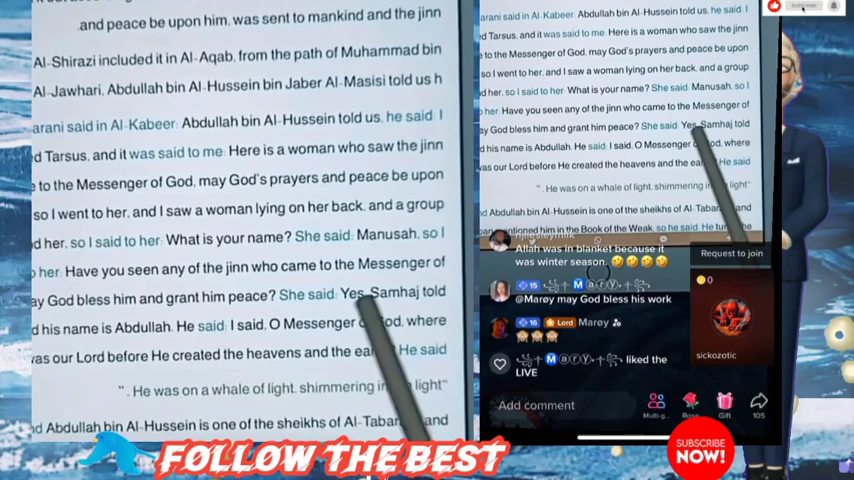 and peace be upon him, was sent to mankind and the jinn.
Al-Shirazi included it in Al-Aqab, from the path of Muhammad bin
Al-Jawhari, Abdullah bin Al-Hussein bin Jaber Al-Masisi told us h
arani said in Al-Kabeer: Abdullah bin Al-Hussein told us, he said: I
ed Tarsus, and it was said to me: Here is a woman who saw the jinn
to the Messenger of God, may God's prayers and peace be upon
so I went to her, and I saw a woman lying on her back, and a group
d her, so I said to her: What is your name? She said: Manusah, so I
her: Have you seen any of the jinn who came to the Messenger of
ay God bless him and grant him peace? She said: Yes, Samhaj told
d his name is Abdullah. He said: I said, O Messenger of God, where
was our Lord before He created the heavens and the ear He said
". He was on a whale of light, shimmering in light"
nd Abdullah bin Al-Hussein is one of the sheikhs of Al-Tabar and
arani said in Al-Kabeer: Abdullah bin Al-Hussein told us, he said: I
d Tarsus, and it was said to me: Here is a woman who saw the jinn
to the Messenger of God, may God's prayers and peace be upon
so I went to her, and I saw a woman lying on her back, and a group
d her, so I said to her: What is your name? She said: Manusah, so I
her: Have you seen any of the jinn who came to the Messenger of
ay God bless him and grant him peace? She said: Yes, Samhaj told
d his name is Abdullah. He said: I said, O Messenger of God, where
was our Lord before He created the heavens and the ear He said
". He was on a whale of light, shimmering in light"
nd Abdullah bin Al-Hussein is one of the sheikhs of Al-Tabar and
mentioned him in the Book of the Weak, so he said: He the
Allah was in blanket because it
was winter season. 🤣🤣🤣🤣
Request to join
15 Ⓜⓐⓡⓨ
@Marøy may God bless his work
0
16 Lord Marøy
🙈🙈🙈
sickozotic
Ⓜⓐⓡⓨ liked the
LIVE
Add comment
Multi-g...
Rose
Gift
105
SUBSCRIBE
FOLLOW THE BEST
SUBSCRIBE
NOW!